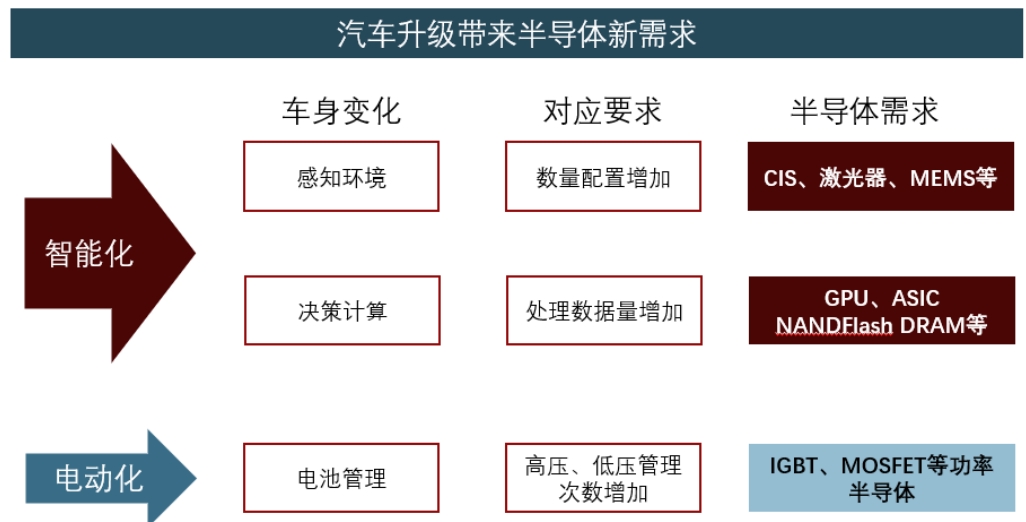 汽车升级带来半导体新需求
车身变化
对应要求
半导体需求
智能化
感知环境
数量配置增加
CIS、激光器、MEMS等
决策计算
处理数据量增加
GPU、ASIC
NANDFlash DRAM等
电动化
电池管理
高压、低压管理
次数增加
IGBT、MOSFET等功率
半导体